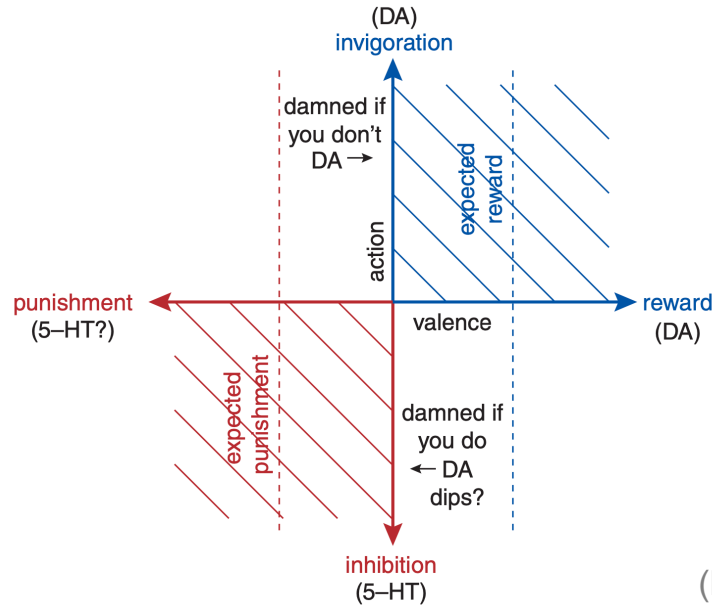 (DA)
invigoration
damned if
you don't
DA →
expected
reward
action
punishment
(5–HT?)
valence
reward
(DA)
expected
punishment
damned if
you do
← DA
dips?
inhibition
(5–HT)
(